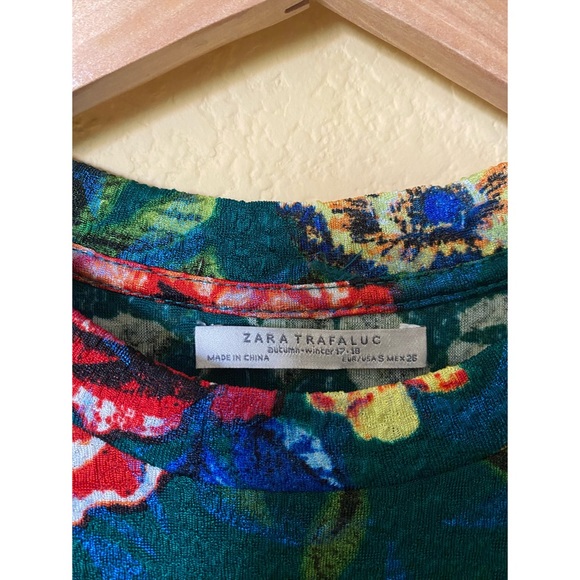 ZARA TRAFALUC
autumn•winter 17•18
MADE IN CHINA EUR/USA S MEX 26